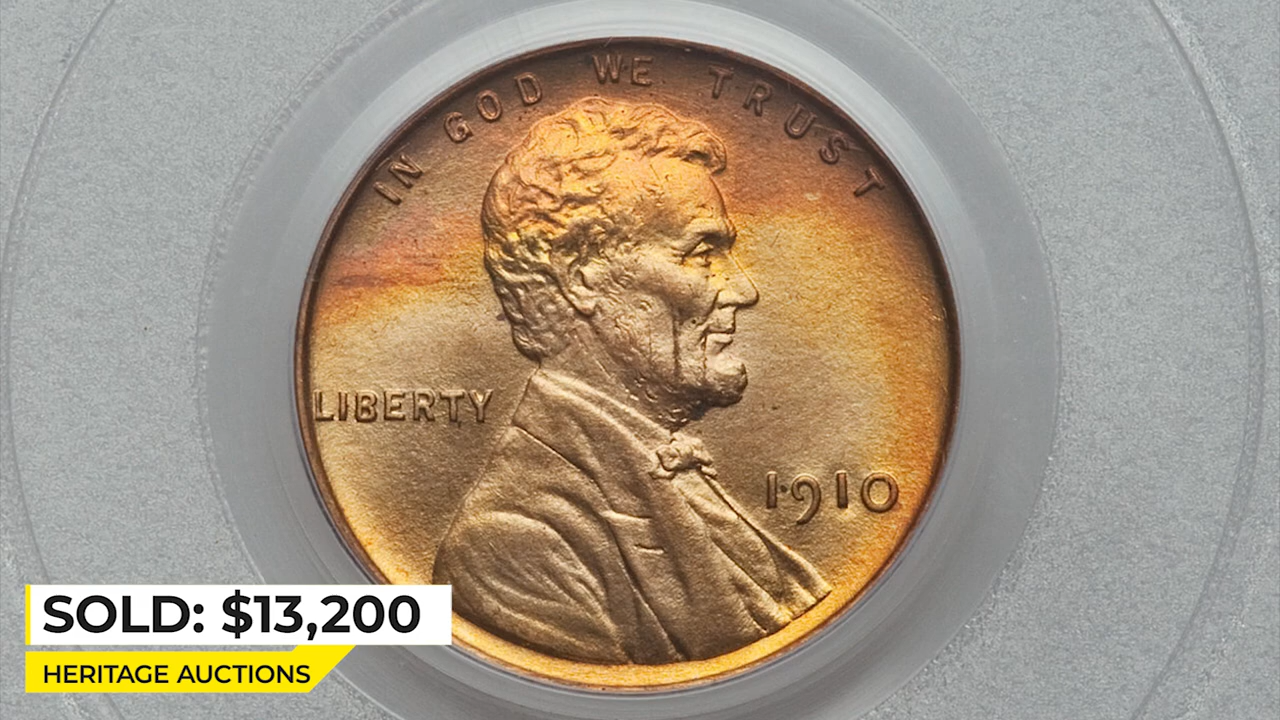 IN GOD WE TRUST
LIBERTY
1910
SOLD: $13,200
HERITAGE AUCTIONS